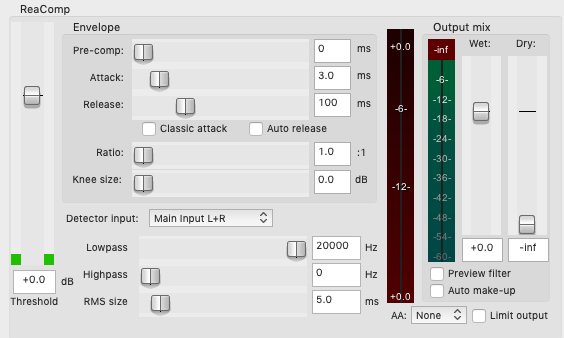 ReaComp
Envelope
Pre-comp: 0 ms
Attack: 3.0 ms
Release: 100 ms
Classic attack Auto release
Ratio: 1.0 :1
Knee size: 0.0 dB
Detector input: Main Input L+R
Lowpass 20000 Hz
Highpass 0 Hz
RMS size 5.0 ms
+0.0 dB
Threshold
+0.0
-6-
-12-
+0.0
Output mix
Wet: Dry:
-inf
-6-
-12-
-18-
-24-
-30-
-36-
-42-
-48-
-54-
-60-
+0.0 -inf
Preview filter
Auto make-up
AA: None Limit output